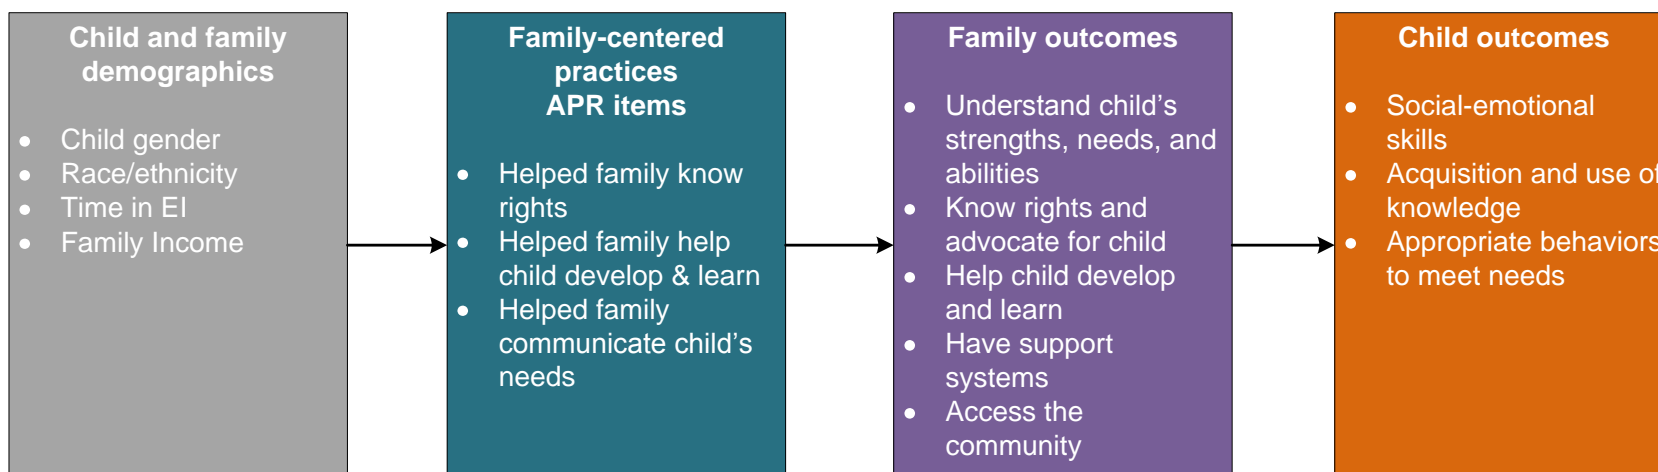 Child and family
demographics
• Child gender
• Race/ethnicity
• Time in EI
• Family Income
Family-centered
practices
APR items
• Helped family know
rights
• Helped family help
child develop & learn
• Helped family
communicate child's
needs
Family outcomes
• Understand child's
strengths, needs, and
abilities
• Know rights and
advocate for child
• Help child develop
and learn
• Have support
systems
• Access the
community
Child outcomes
• Social-emotional
skills
• Acquisition and use of
knowledge
• Appropriate behaviors
to meet needs